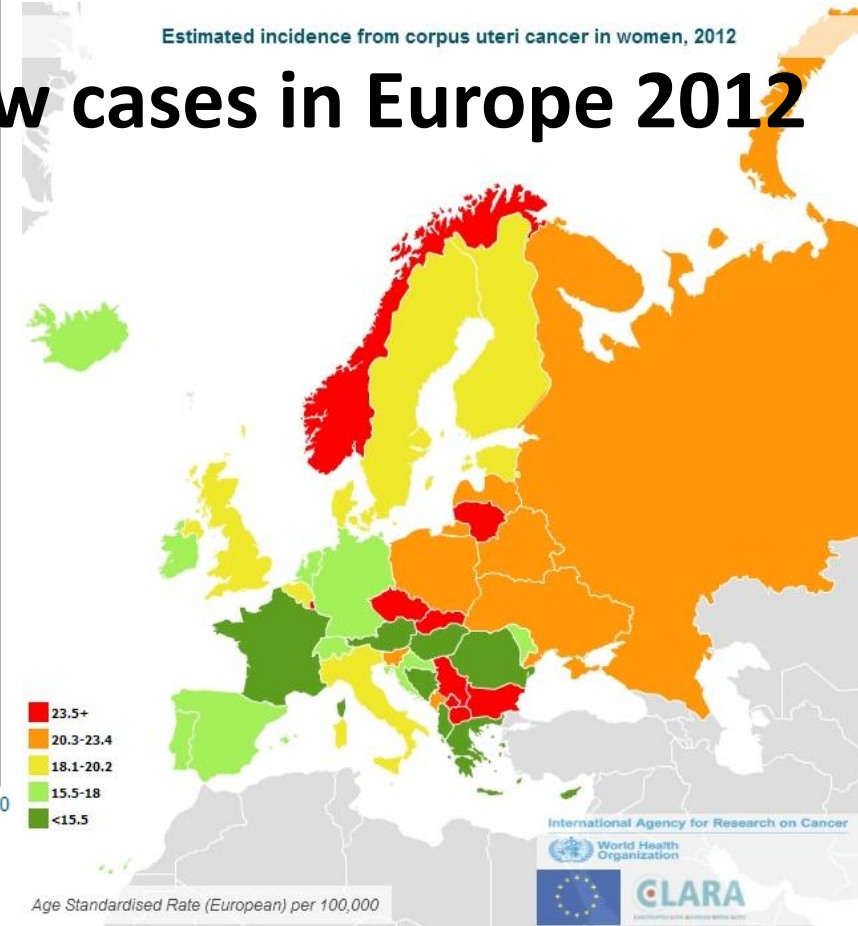 Estimated incidence from corpus uteri cancer in women, 2012
w cases in Europe 2012
23.5+
20.3-23.4
18.1-20.2
15.5-18
<15.5
0
International Agency for Research on Cancer
World Health
Organization
CLARA
Age Standardised Rate (European) per 100,000